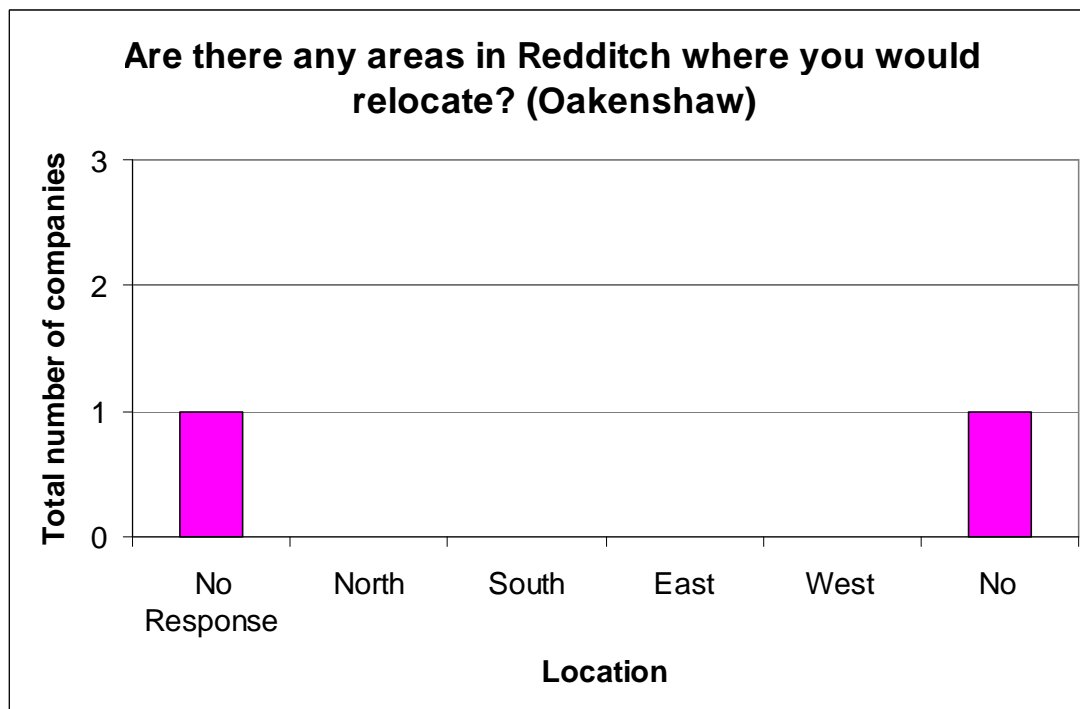 Are there any areas in Redditch where you would
relocate? (Oakenshaw)
Total number of companies
3
2
1
0
No
Response
North
South
East
West
No
Location